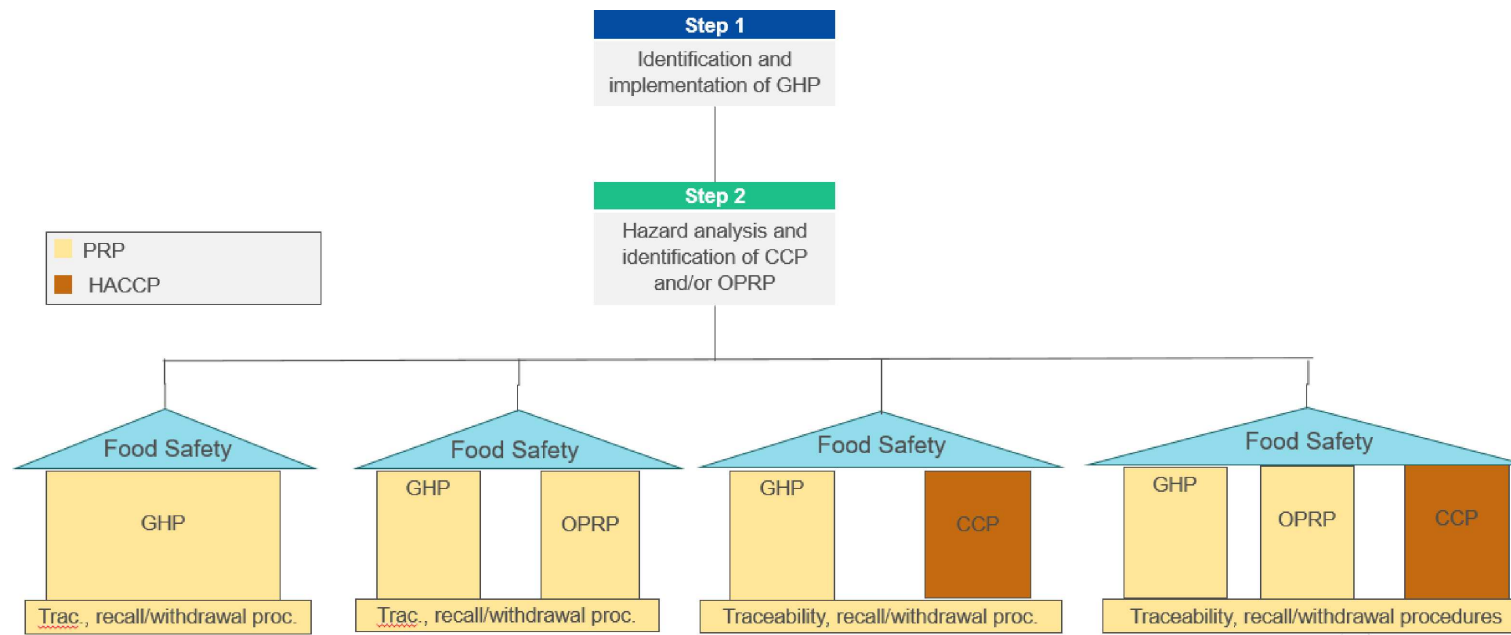 Step 1
Identification and
implementation of GHP
Step 2
Hazard analysis and
identification of CCP
and/or OPRP
PRP
HACCP
Food Safety
GHP
Trac., recall/withdrawal proc.
Food Safety
GHP
OPRP
Trac., recall/withdrawal proc.
Food Safety
GHP
CCP
Traceability, recall/withdrawal proc.
Food Safety
GHP
OPRP
CCP
Traceability, recall/withdrawal procedures